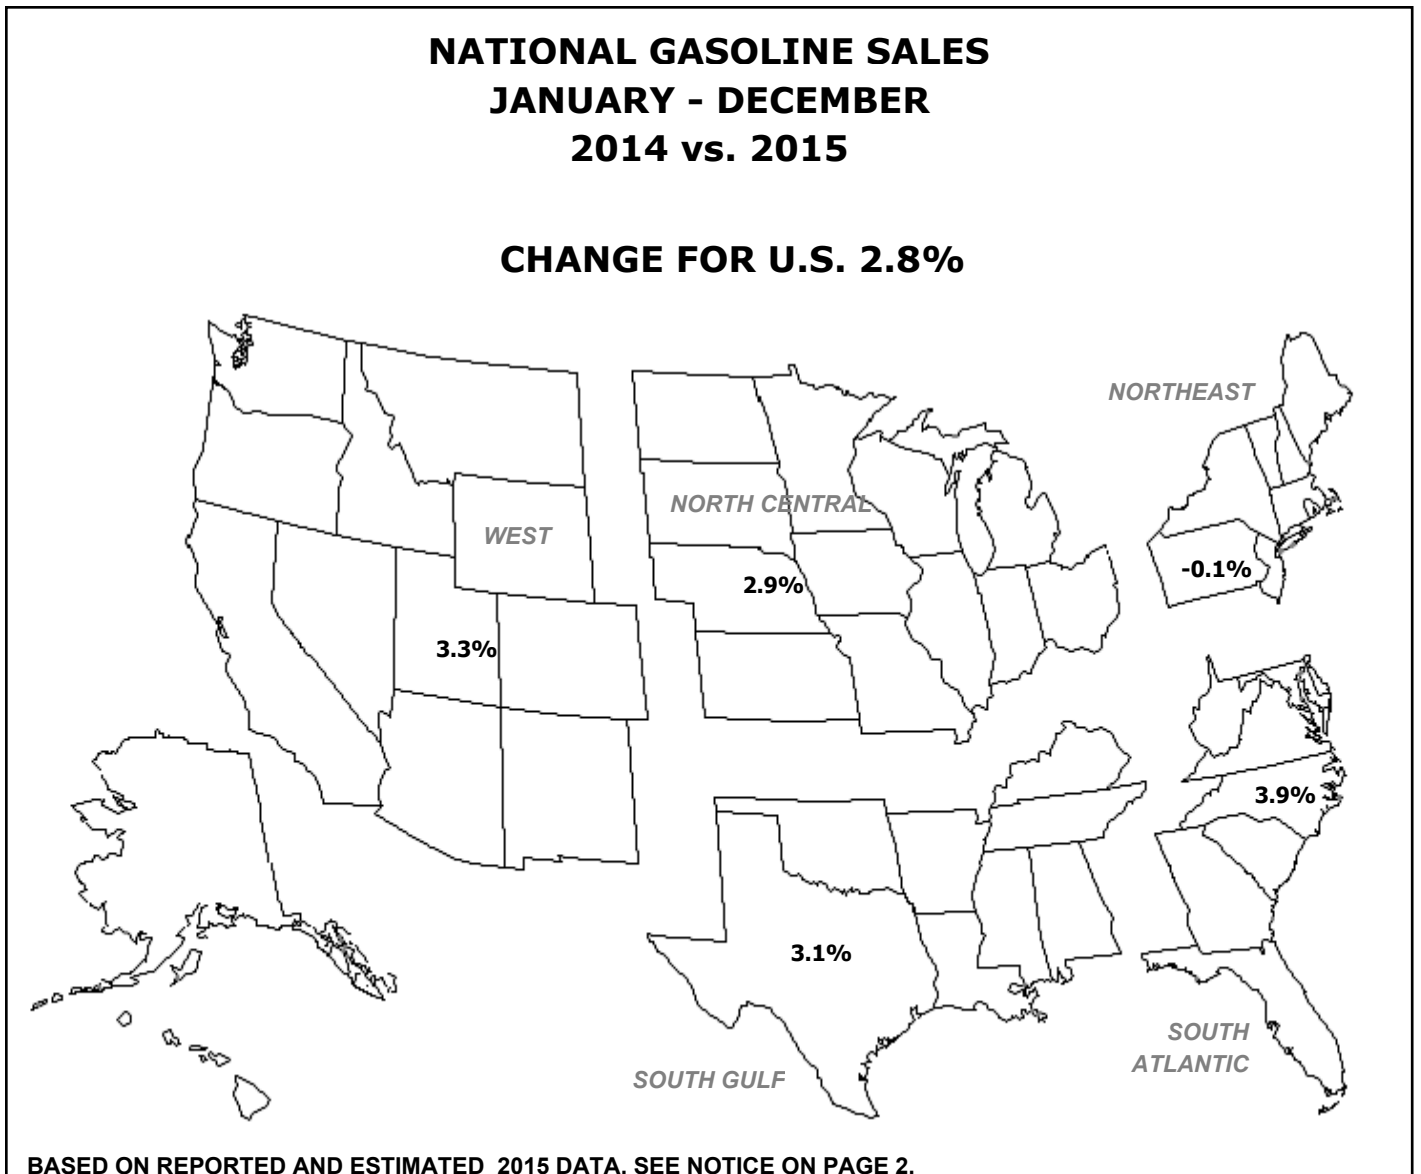 NATIONAL GASOLINE SALES
JANUARY - DECEMBER
2014 vs. 2015
CHANGE FOR U.S. 2.8%
NORTHEAST
NORTH CENTRAL
WEST
-0.1%
2.9%
3.3%
3.9%
3.1%
SOUTH
ATLANTIC
SOUTH GULF
BASED ON REPORTED AND ESTIMATED  2015 DATA. SEE NOTICE ON PAGE 2.